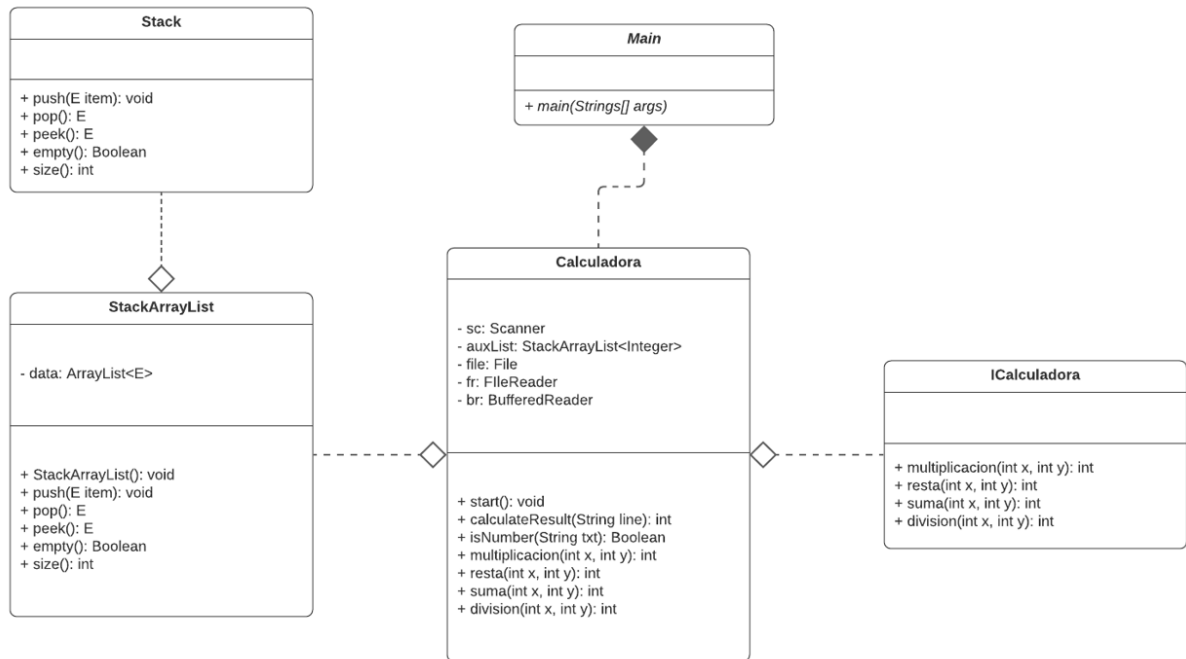 Stack
+ push(E item): void
+ pop(): E
+ peek(): E
+ empty(): Boolean
+ size(): int
Main
+ main(Strings[] args)
StackArrayList
- data: ArrayList<E>
+ StackArrayList(): void
+ push(E item): void
+ pop(): E
+ peek(): E
+ empty(): Boolean
+ size(): int
Calculadora
- sc: Scanner
- auxList: StackArrayList<Integer>
- file: File
- fr: FIleReader
- br: BufferedReader
+ start(): void
+ calculateResult(String line): int
+ isNumber(String txt): Boolean
+ multiplicacion(int x, int y): int
+ resta(int x, int y): int
+ suma(int x, int y): int
+ division(int x, int y): int
ICalculadora
+ multiplicacion(int x, int y): int
+ resta(int x, int y): int
+ suma(int x, int y): int
+ division(int x, int y): int